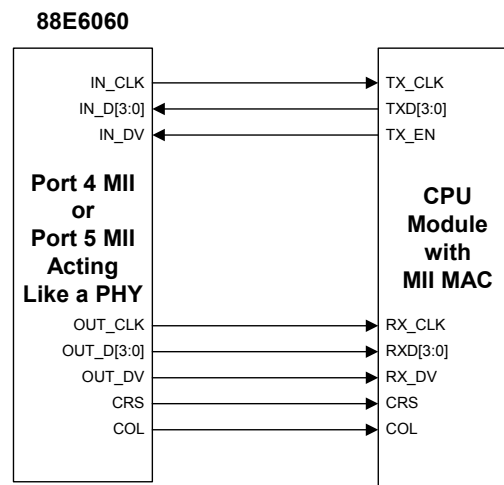 88E6060
IN_CLK
IN_D[3:0]
IN_DV
Port 4 MII
or
Port 5 MII
Acting
Like a PHY
OUT_CLK
OUT_D[3:0]
OUT_DV
CRS
COL
TX_CLK
TXD[3:0]
TX_EN
CPU
Module
with
MII MAC
RX_CLK
RXD[3:0]
RX_DV
CRS
COL